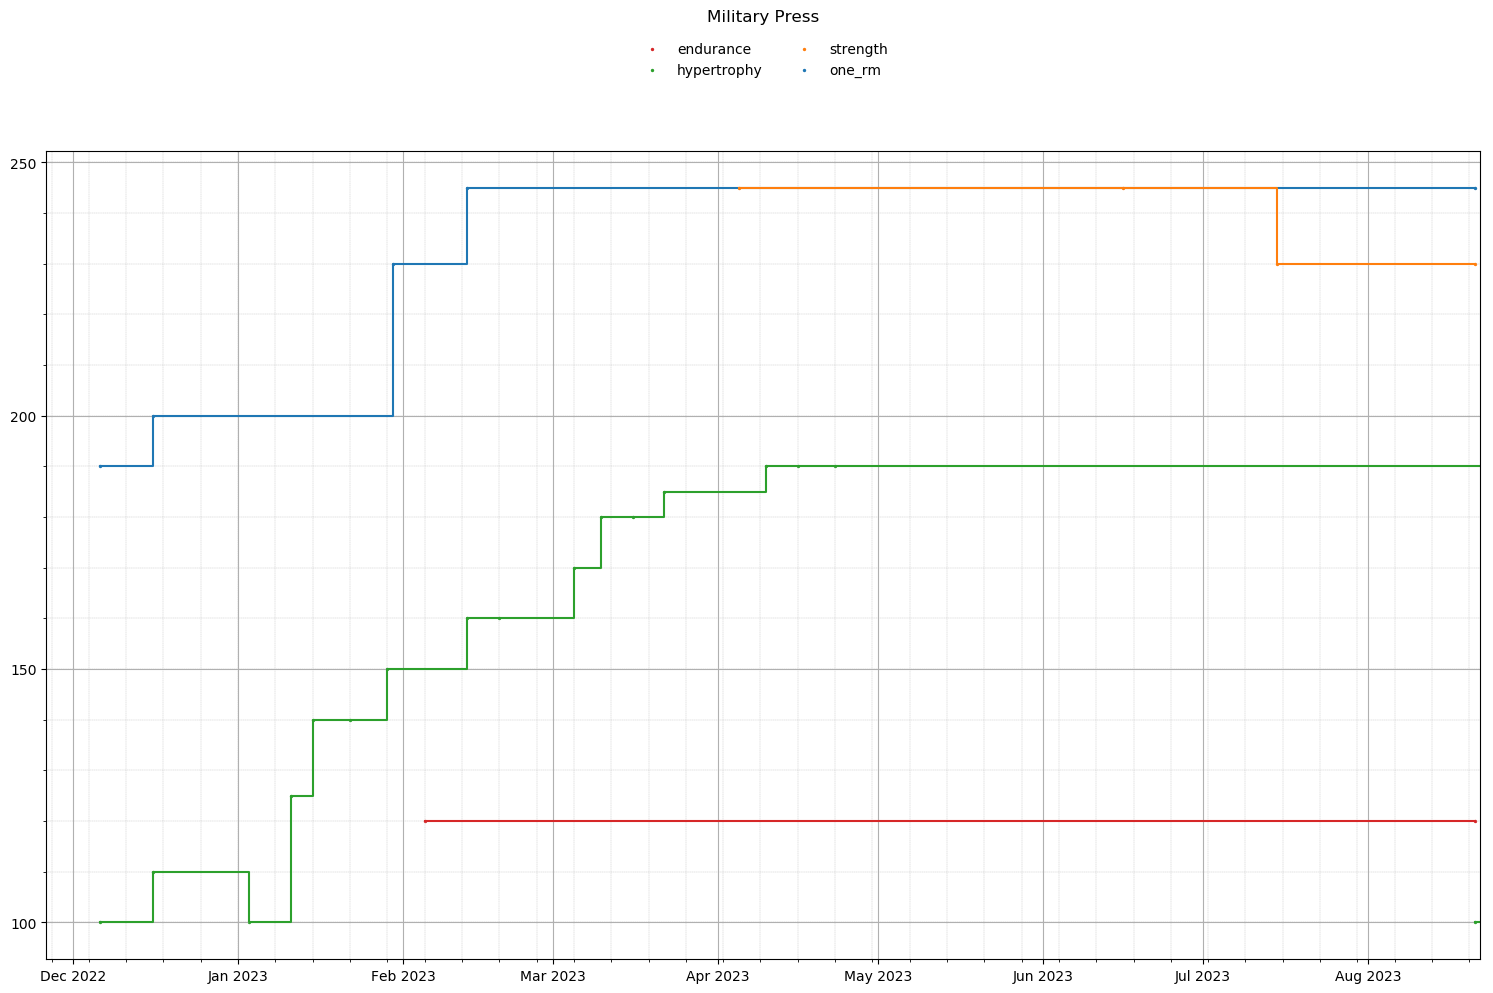 Military Press
endurance strength
hypertrophy one_rm
250
200
150
100
Dec 2022 Jan 2023 Feb 2023 Mar 2023 Apr 2023 May 2023 Jun 2023 Jul 2023 Aug 2023